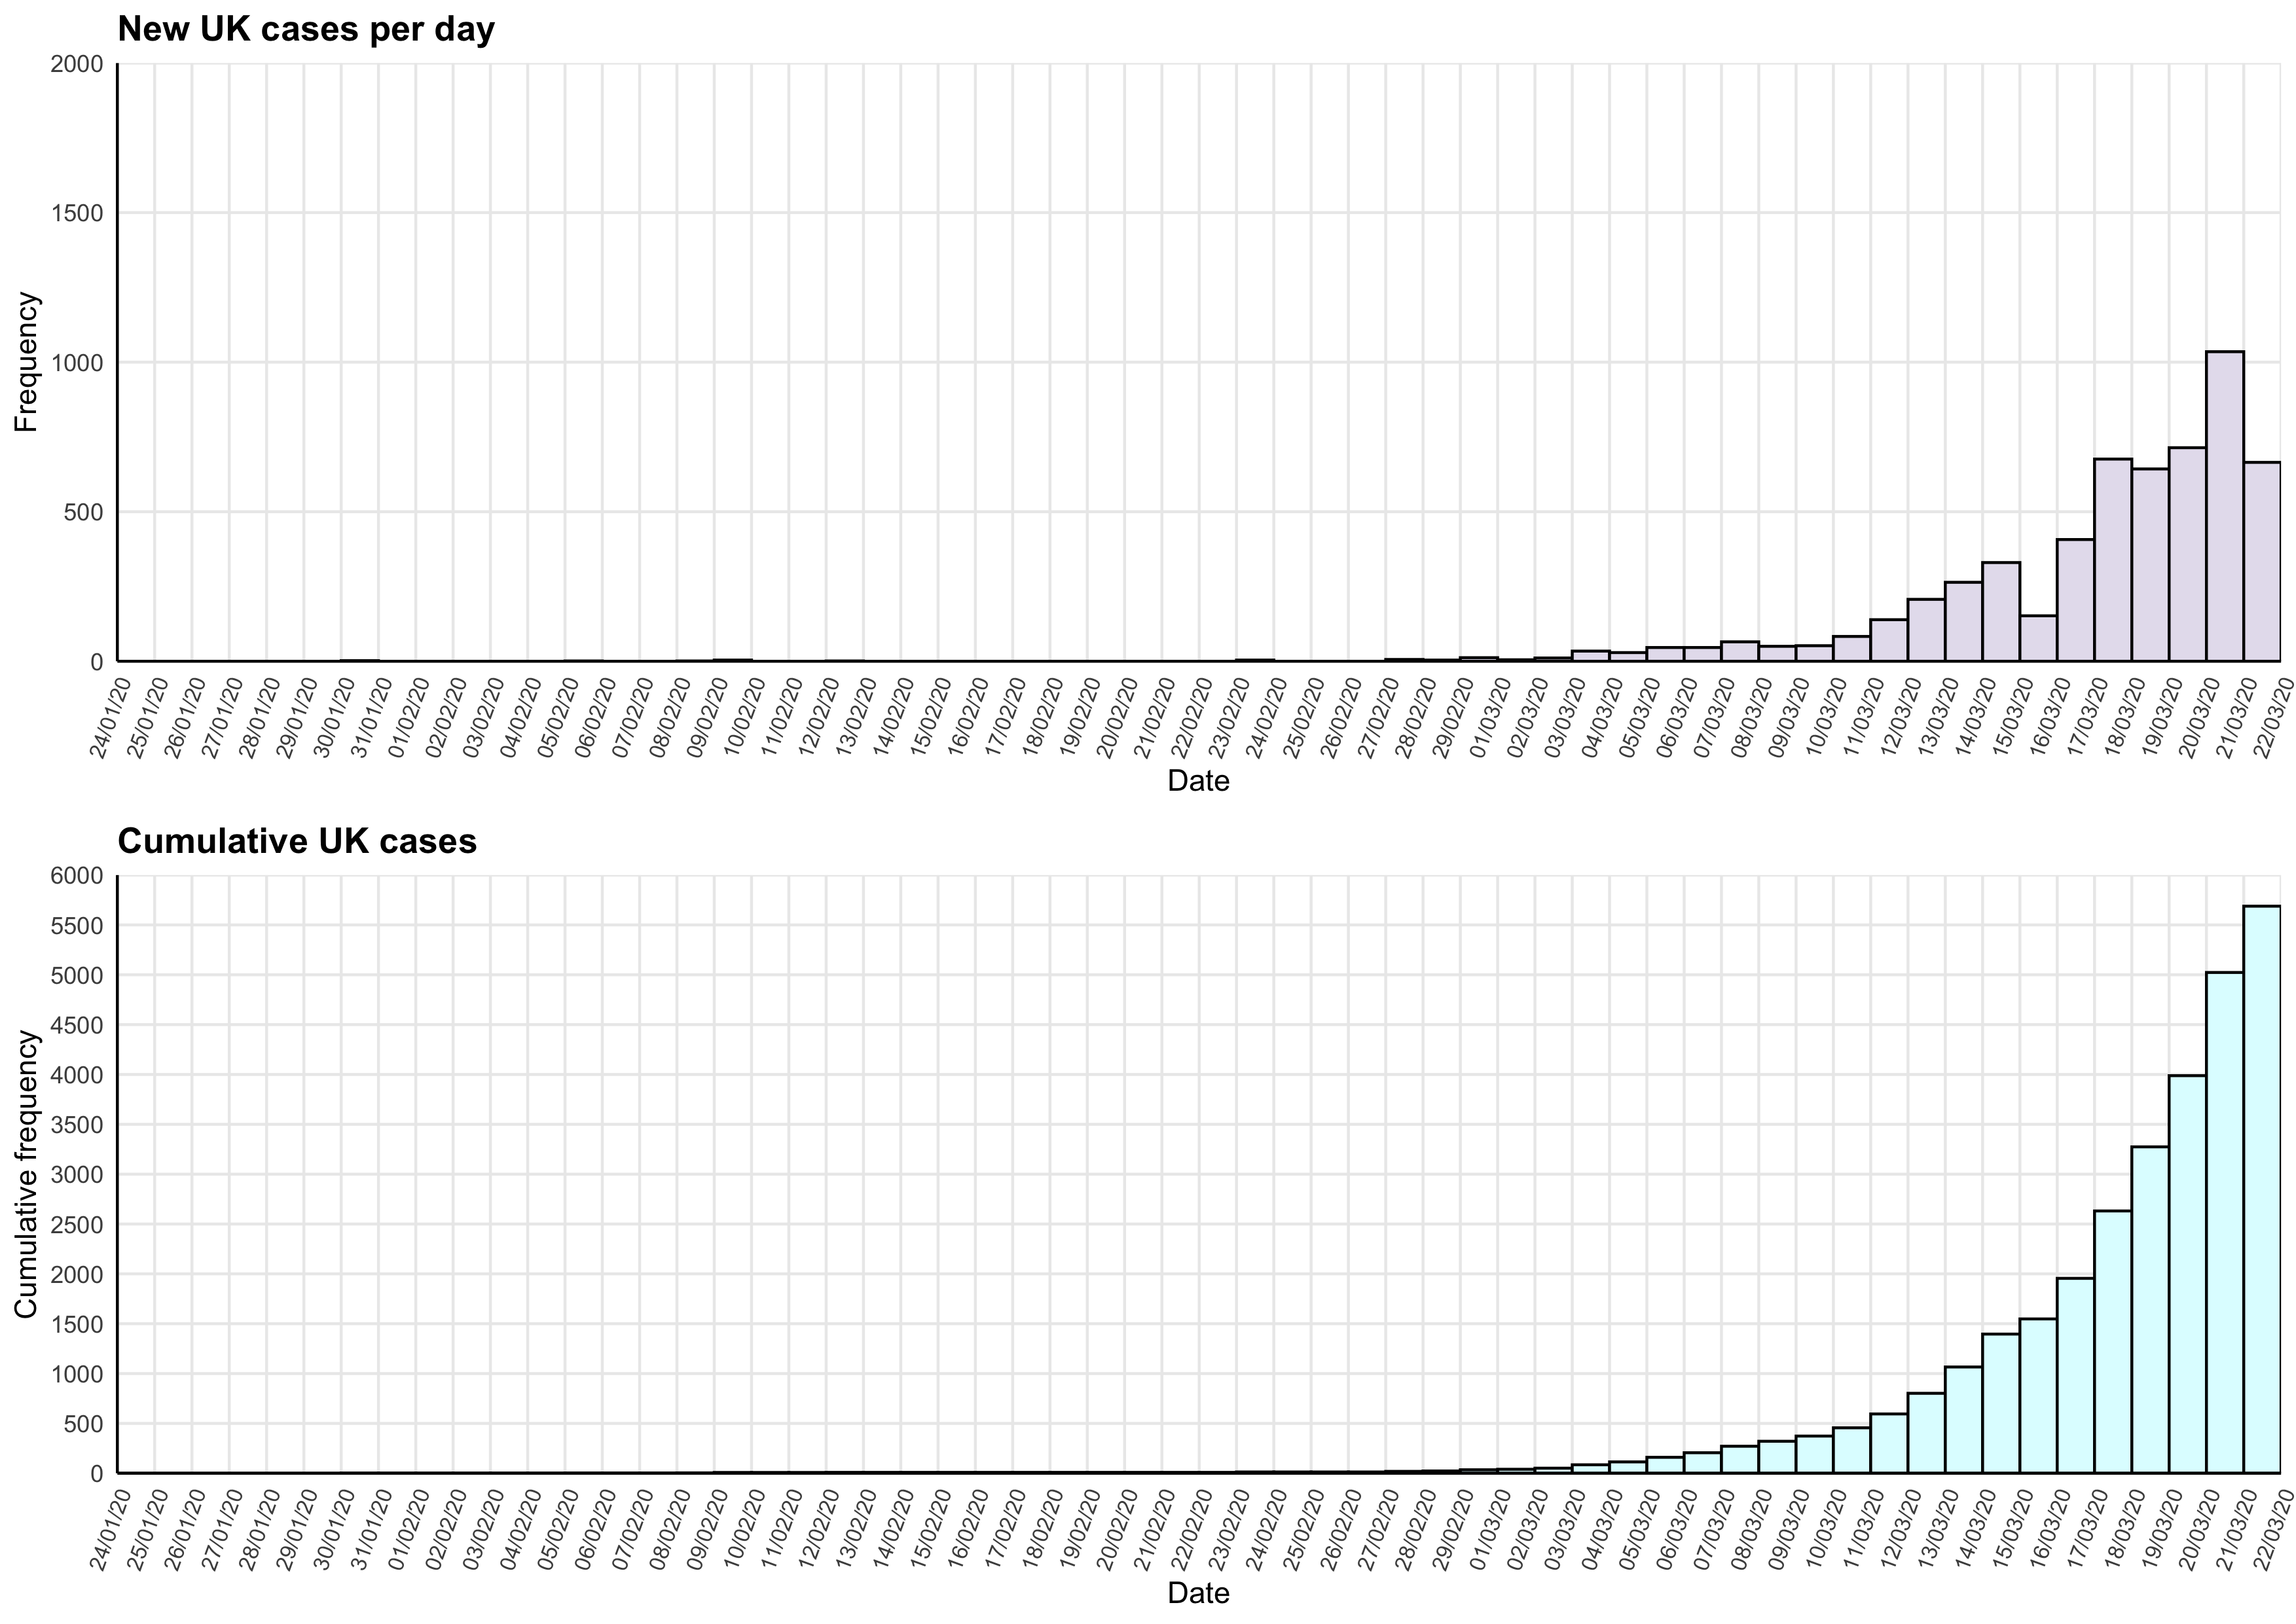 New UK cases per day
2000
1500
1000
500
0
Frequency
24/01/20 25/01/20 26/01/20 27/01/20 28/01/20 29/01/20 30/01/20 31/01/20 01/02/20 02/02/20 03/02/20 04/02/20 05/02/20 06/02/20 07/02/20 08/02/20 09/02/20 10/02/20 11/02/20 12/02/20 13/02/20 14/02/20 15/02/20 16/02/20 17/02/20 18/02/20 19/02/20 20/02/20 21/02/20 22/02/20 23/02/20 24/02/20 25/02/20 26/02/20 27/02/20 28/02/20 29/02/20 01/03/20 02/03/20 03/03/20 04/03/20 05/03/20 06/03/20 07/03/20 08/03/20 09/03/20 10/03/20 11/03/20 12/03/20 13/03/20 14/03/20 15/03/20 16/03/20 17/03/20 18/03/20 19/03/20 20/03/20 21/03/20 22/03/20
Date
Cumulative UK cases
6000
5500
5000
4500
4000
3500
3000
2500
2000
1500
1000
500
0
Cumulative frequency
24/01/20 25/01/20 26/01/20 27/01/20 28/01/20 29/01/20 30/01/20 31/01/20 01/02/20 02/02/20 03/02/20 04/02/20 05/02/20 06/02/20 07/02/20 08/02/20 09/02/20 10/02/20 11/02/20 12/02/20 13/02/20 14/02/20 15/02/20 16/02/20 17/02/20 18/02/20 19/02/20 20/02/20 21/02/20 22/02/20 23/02/20 24/02/20 25/02/20 26/02/20 27/02/20 28/02/20 29/02/20 01/03/20 02/03/20 03/03/20 04/03/20 05/03/20 06/03/20 07/03/20 08/03/20 09/03/20 10/03/20 11/03/20 12/03/20 13/03/20 14/03/20 15/03/20 16/03/20 17/03/20 18/03/20 19/03/20 20/03/20 21/03/20 22/03/20
Date